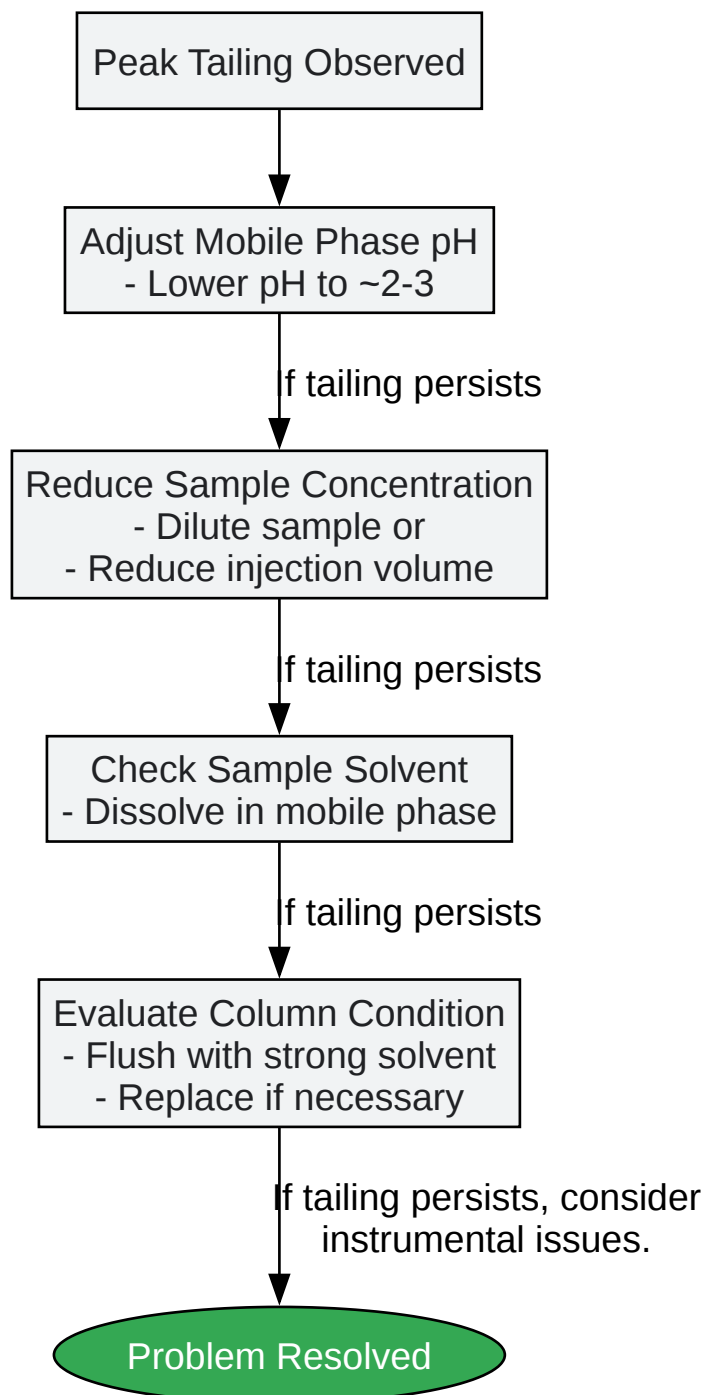 Peak Tailing Observed
Adjust Mobile Phase pH
- Lower pH to ~2-3
If tailing persists
Reduce Sample Concentration
- Dilute sample or
- Reduce injection volume
If tailing persists
Check Sample Solvent
- Dissolve in mobile phase
If tailing persists
Evaluate Column Condition
- Flush with strong solvent
- Replace if necessary
If tailing persists, consider
instrumental issues.
Problem Resolved